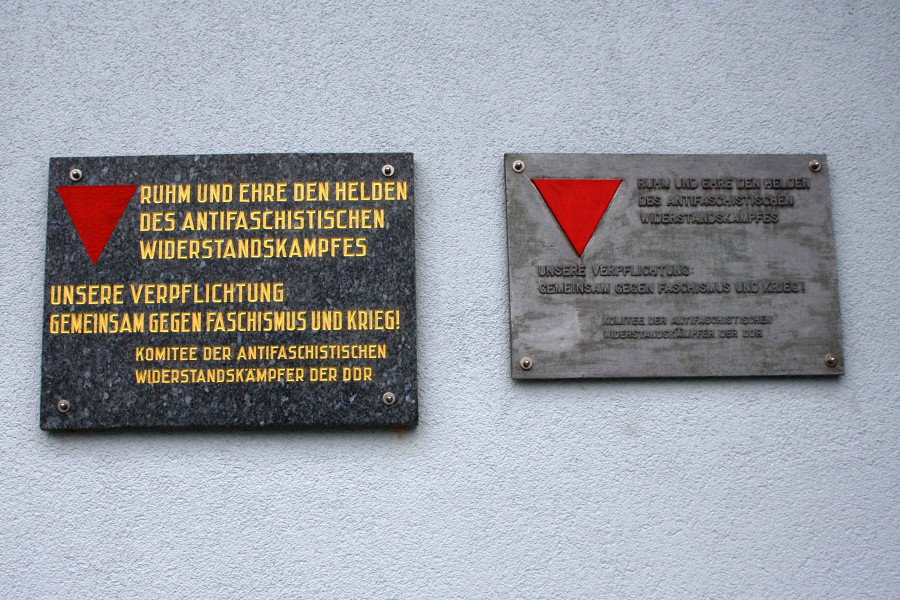 RUHM UND EHRE DEN HELDEN
DES ANTIFASCHISTISCHEN
WIDERSTANDSKAMPFES
UNSERE VERPFLICHTUNG
GEMEINSAM GEGEN FASCHISMUS UND KRIEG!
KOMITEE DER ANTIFASCHISTISCHEN
WIDERSTANDSKÄMPFER DER DDR
RUHM UND EHRE DEN HELDEN
DES ANTIFASCHISTISCHEN
WIDERSTANDSKAMPFES
UNSERE VERPFLICHTUNG:
GEMEINSAM GEGEN FASCHISMUS UND KRIEG!
KOMITEE DER ANTIFASCHISTISCHEN
WIDERSTANDSKÄMPFER DER DDR